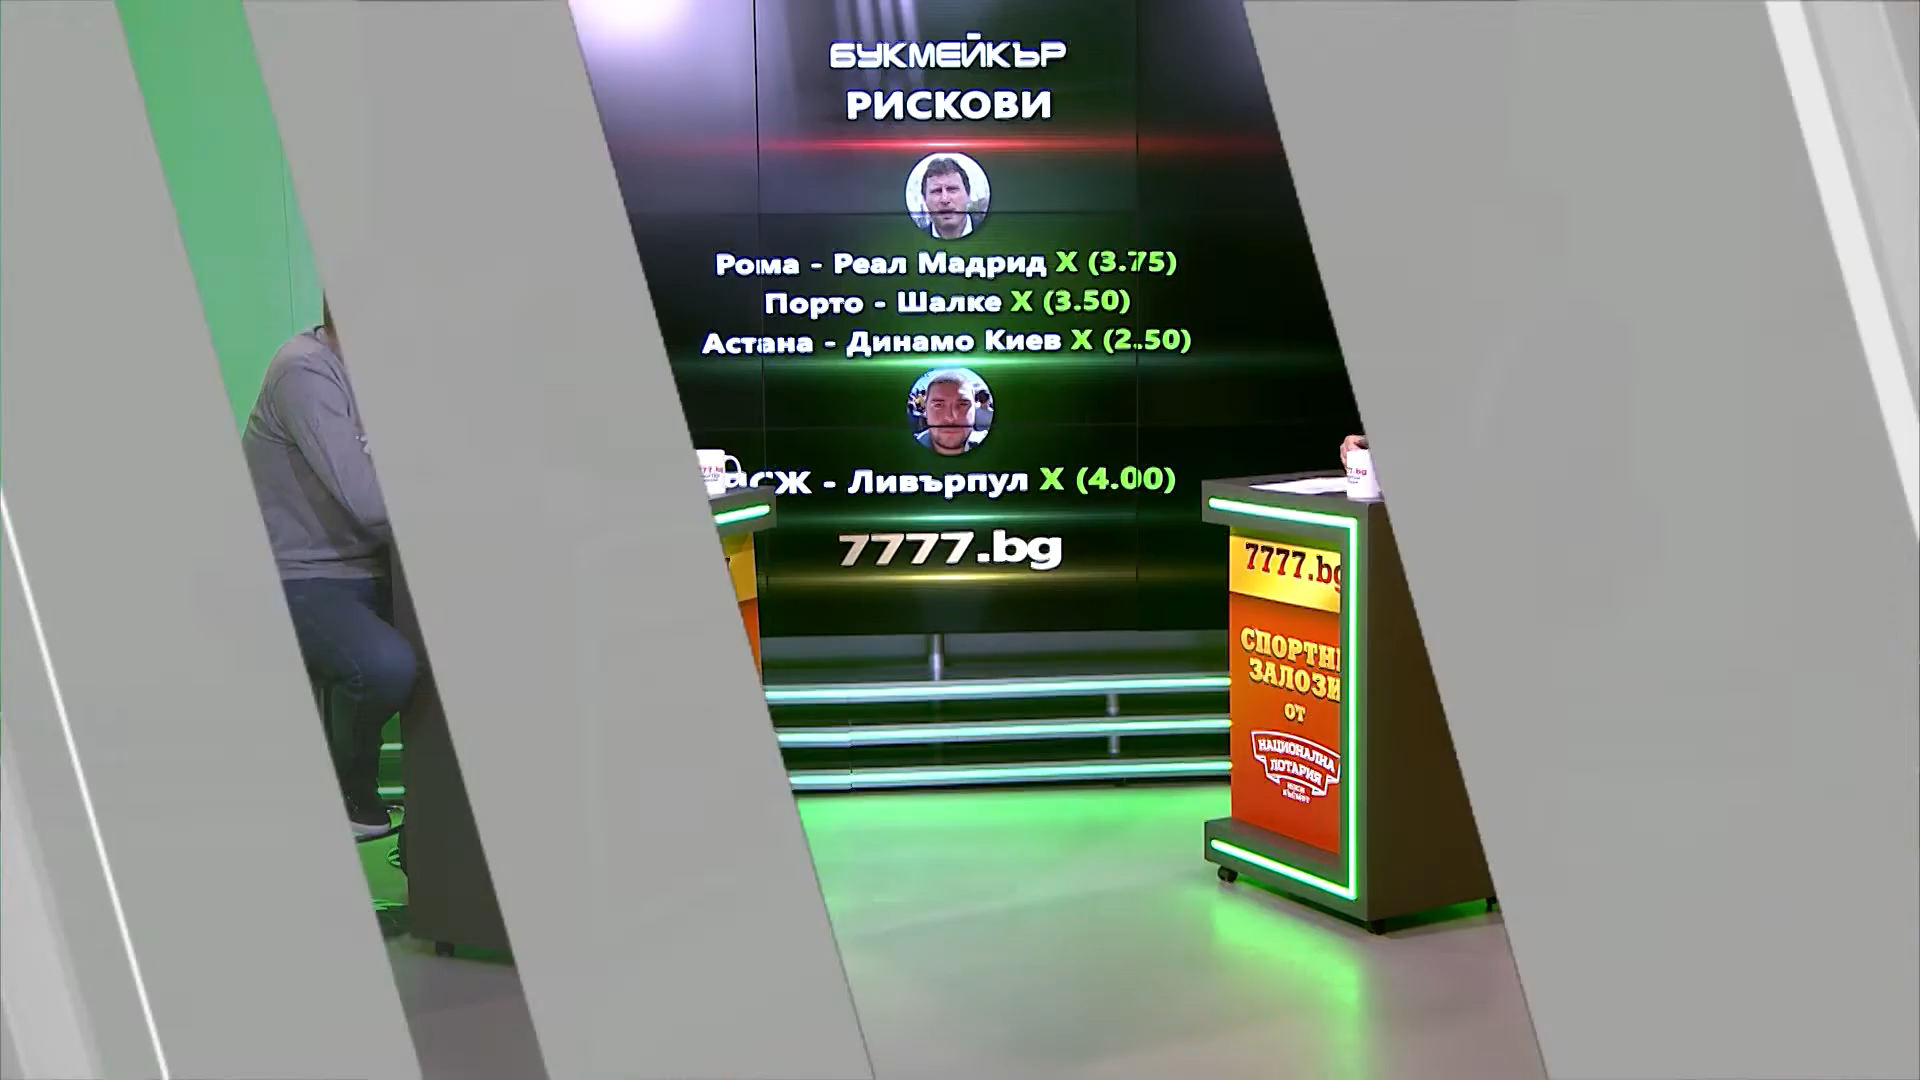 БУКМЕЙКЪР
РИСКОВИ
Рома - Реал Мадрид X (3.75)
Порто - Шалке X (3.50)
Астана - Динамо Киев X (2.50)
ПСЖ - Ливърпул X (4.00)
7777.bg
7777.bg
СПОРТНИ
ЗАЛОЗИ
ОТ
НАЦИОНАЛНА
ЛОТАРИЯ